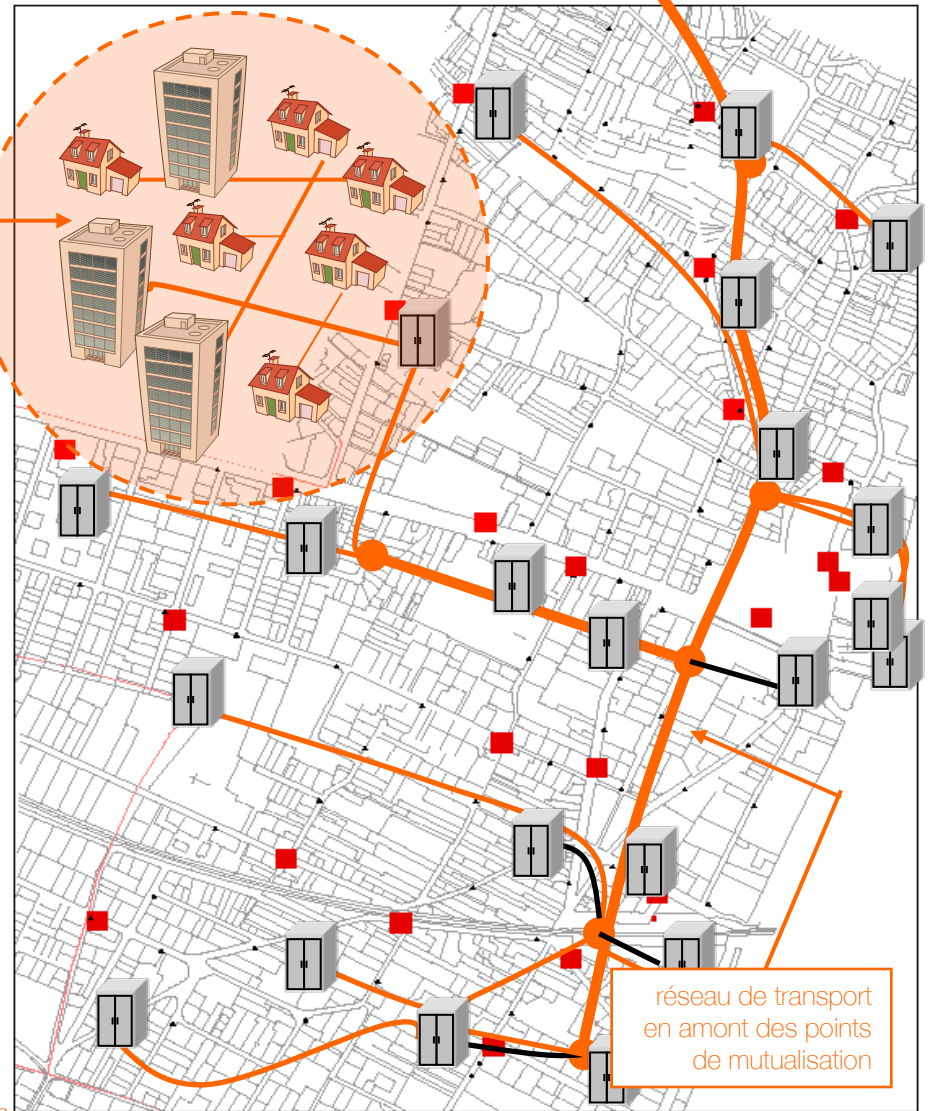 réseau de transport
en amont des points
de mutualisation